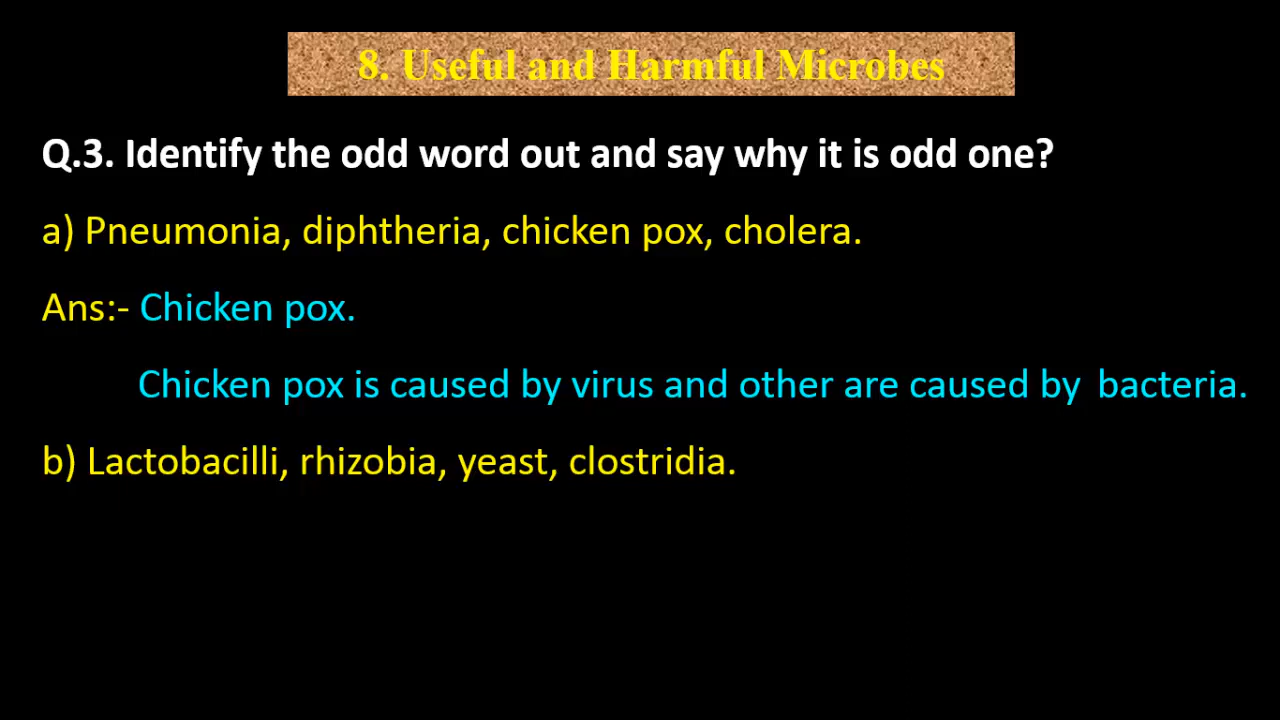 8. Useful and Harmful Microbes
Q.3. Identify the odd word out and say why it is odd one?
a) Pneumonia, diphtheria, chicken pox, cholera.
Ans:- Chicken pox.
Chicken pox is caused by virus and other are caused by bacteria.
b) Lactobacilli, rhizobia, yeast, clostridia.